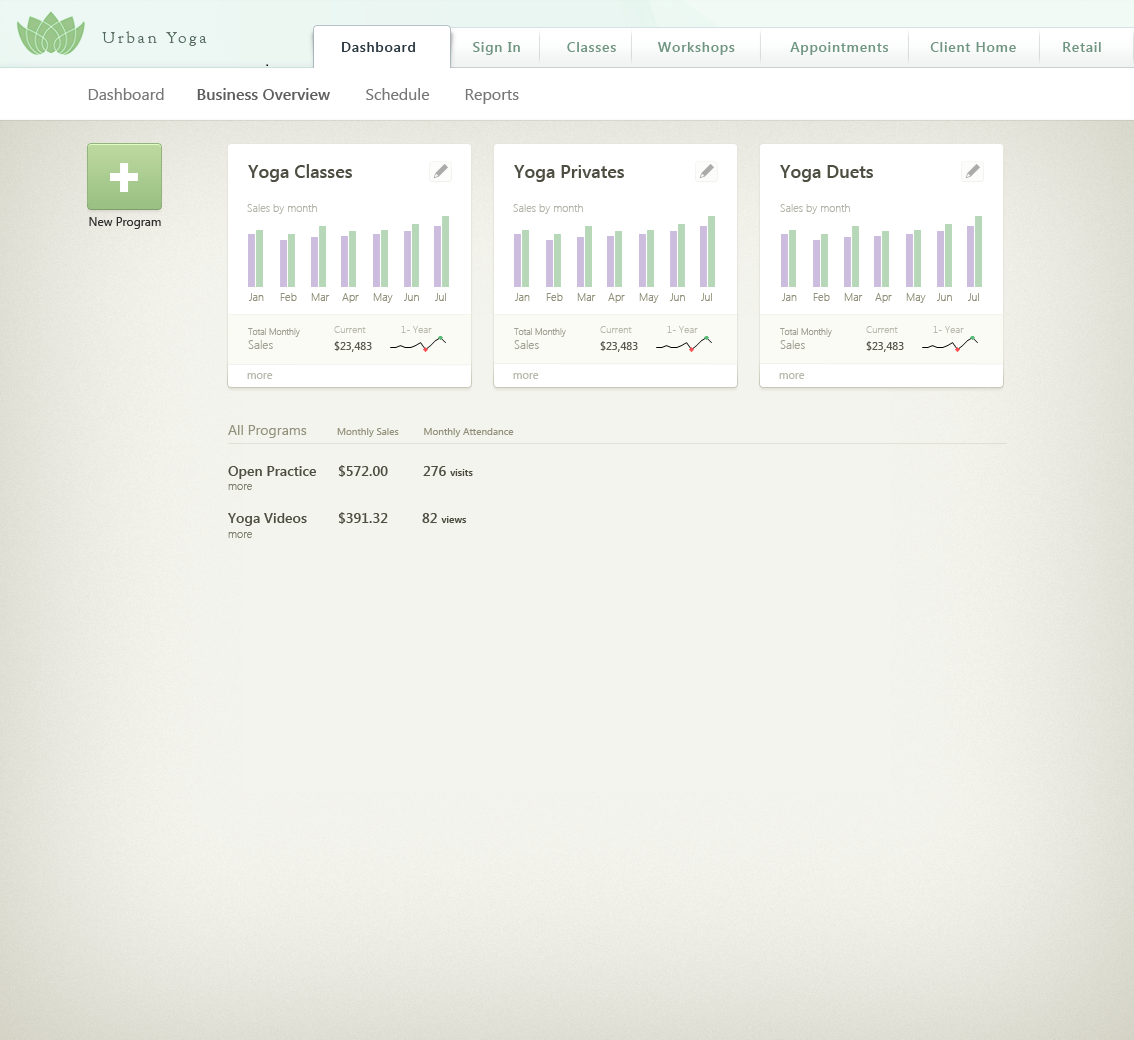 Urban Yoga
Dashboard Sign In Classes Workshops Appointments Client Home Retail
Dashboard Business Overview Schedule Reports
New Program
Yoga Classes
Sales by month
Jan Feb Mar Apr May Jun Jul
Total Monthly Sales
Current
$23,483
1- Year
more
Yoga Privates
Sales by month
Jan Feb Mar Apr May Jun Jul
Total Monthly Sales
Current
$23,483
1- Year
more
Yoga Duets
Sales by month
Jan Feb Mar Apr May Jun Jul
Total Monthly Sales
Current
$23,483
1- Year
more
All Programs Monthly Sales Monthly Attendance
Open Practice $572.00 276 visits
more
Yoga Videos $391.32 82 views
more